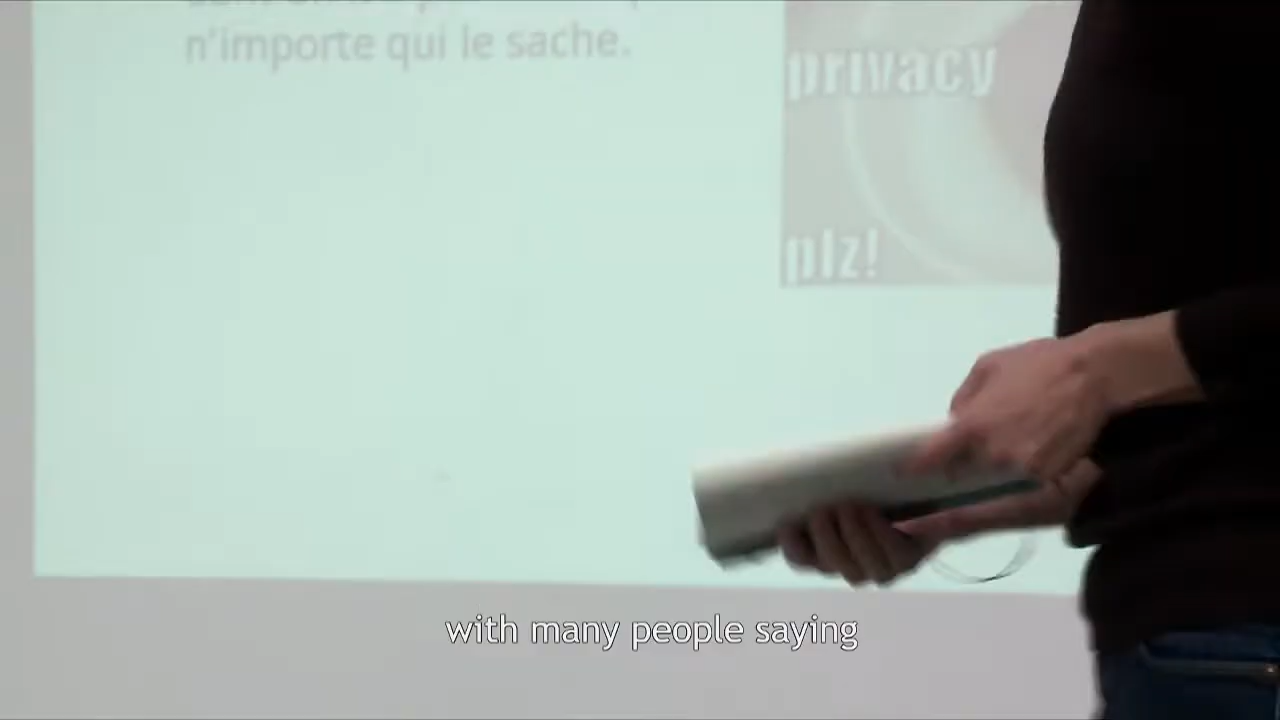 n'importe qui le sache.
privacy
plz!
with many people saying